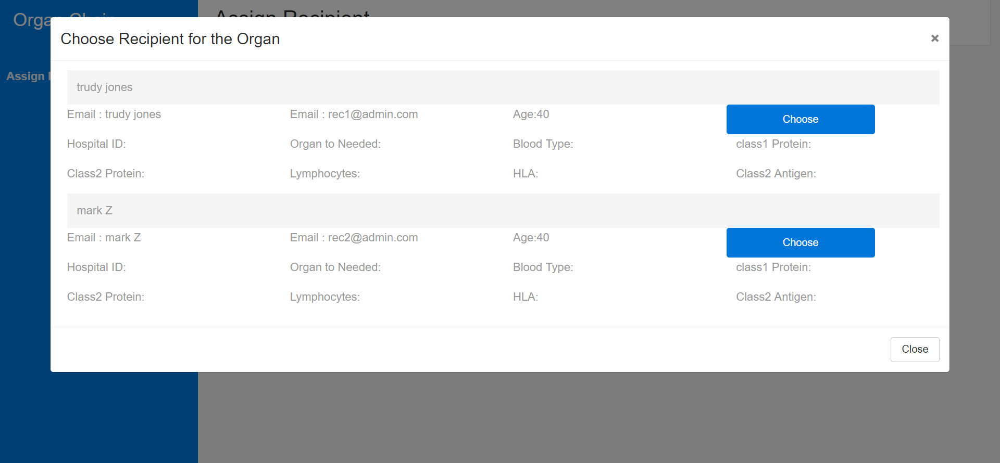 Choose Recipient for the Organ
×
trudy jones
Email : trudy jones Email : rec1@admin.com Age:40 Choose
Hospital ID: Organ to Needed: Blood Type: class1 Protein:
Class2 Protein: Lymphocytes: HLA: Class2 Antigen:
mark Z
Email : mark Z Email : rec2@admin.com Age:40 Choose
Hospital ID: Organ to Needed: Blood Type: class1 Protein:
Class2 Protein: Lymphocytes: HLA: Class2 Antigen:
Close
Organ Chain
Assign Recipient
Assign